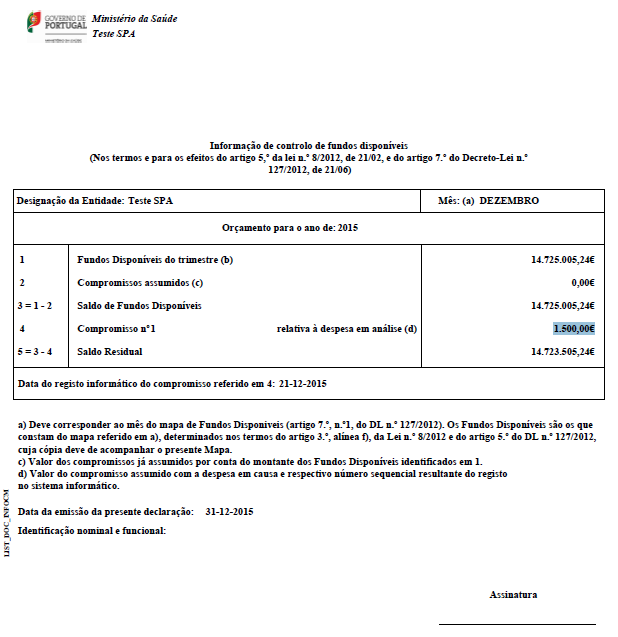 GOVERNO DE
PORTUGAL
MINISTÉRIO DA SAÚDE
Ministério da Saúde
Teste SPA
Informação de controlo de fundos disponíveis
(Nos termos e para os efeitos do artigo 5,º da lei n.º 8/2012, de 21/02, e do artigo 7.º do Decreto-Lei n.º
127/2012, de 21/06)
Designação da Entidade: Teste SPA Mês: (a) DEZEMBRO
Orçamento para o ano de: 2015
1 Fundos Disponíveis do trimestre (b) 14.725.005,24€
2 Compromissos assumidos (c) 0,00€
3 = 1 - 2 Saldo de Fundos Disponíveis 14.725.005,24€
4 Compromisso nº1 relativa à despesa em análise (d) 1.500,00€
5 = 3 - 4 Saldo Residual 14.723.505,24€
Data do registo informático do compromisso referido em 4: 21-12-2015
a) Deve corresponder ao mês do mapa de Fundos Disponíveis (artigo 7.º, n.º1, do DL n.º 127/2012). Os Fundos Disponíveis são os que
constam do mapa referido em a), determinados nos termos do artigo 3.º, alínea f), da Lei n.º 8/2012 e do artigo 5.º do DL n.º 127/2012,
cuja cópia deve de acompanhar o presente Mapa.
c) Valor dos compromissos já assumidos por conta do montante dos Fundos Disponíveis identificados em 1.
d) Valor do compromisso assumido com a despesa em causa e respectivo número sequencial resultante do registo
no sistema informático.
Data da emissão da presente declaração: 31-12-2015
Identificação nominal e funcional:
LIST_DOC_INFOCM
Assinatura